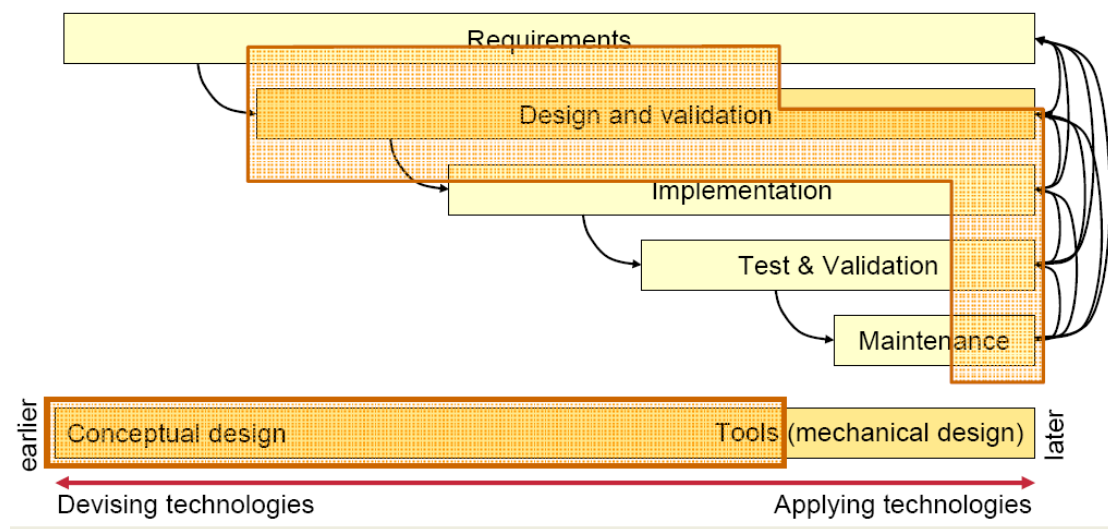 Requirements
Design and validation
Implementation
Test & Validation
Maintenance
earlier
Conceptual design
Tools (mechanical design)
later
Devising technologies
Applying technologies